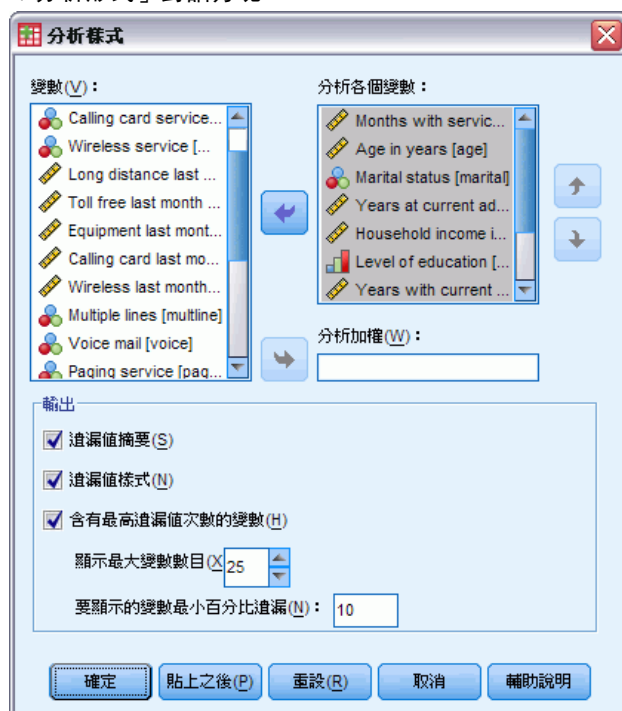 分析樣式
變數(V)：
Calling card service...
Wireless service [...
Long distance last ...
Toll free last month ...
Equipment last mont...
Calling card last mo...
Wireless last month...
Multiple lines [multline]
Voice mail [voice]
Paging service [pag...
分析各個變數：
Months with servic...
Age in years [age]
Marital status [marital]
Years at current ad...
Household income i...
Level of education [...
Years with current ...
分析加權(W)：
輸出
遺漏值摘要(S)
遺漏值樣式(N)
含有最高遺漏值次數的變數(H)
顯示最大變數數目(X 25
要顯示的變數最小百分比遺漏(N)： 10
確定 貼上之後(P) 重設(R) 取消 輔助說明